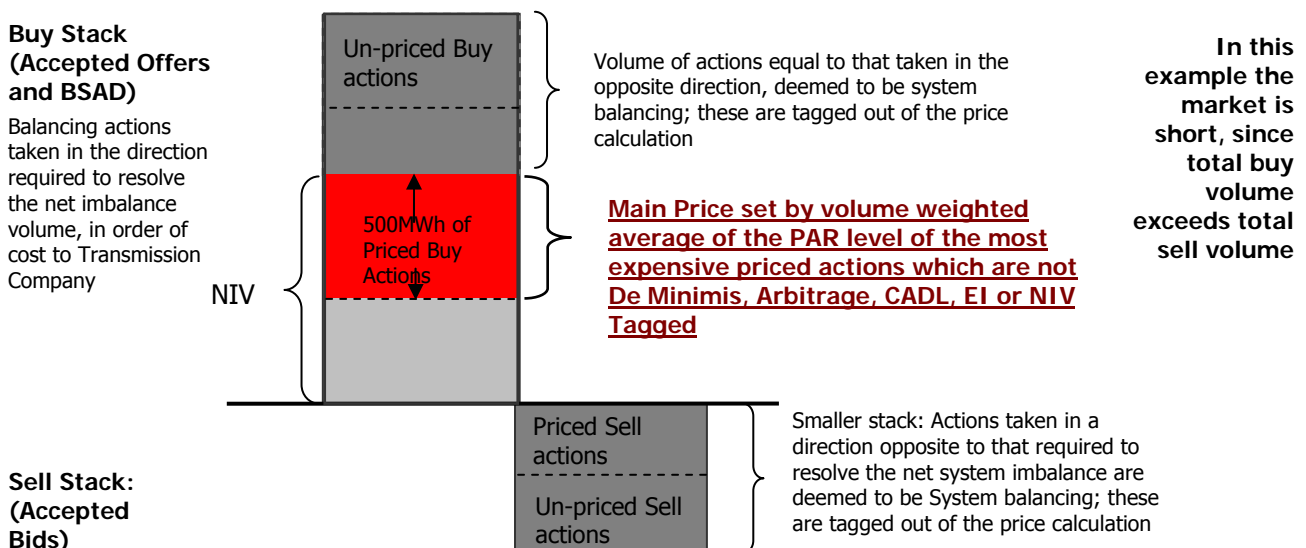 Buy Stack
(Accepted Offers
and BSAD)
Balancing actions
taken in the direction
required to resolve
the net imbalance
volume, in order of
cost to Transmission
Company
NIV
Un-priced Buy
actions
500MWh of
Priced Buy
Actions
Volume of actions equal to that taken in the
opposite direction, deemed to be system
balancing; these are tagged out of the price
calculation
Main Price set by volume weighted
average of the PAR level of the most
expensive priced actions which are not
De Minimis, Arbitrage, CADL, EI or NIV
Tagged
In this
example the
market is
short, since
total buy
volume
exceeds total
sell volume
Sell Stack:
(Accepted
Bids)
Priced Sell
actions
Un-priced Sell
actions
Smaller stack: Actions taken in a
direction opposite to that required to
resolve the net system imbalance are
deemed to be System balancing; these
are tagged out of the price calculation